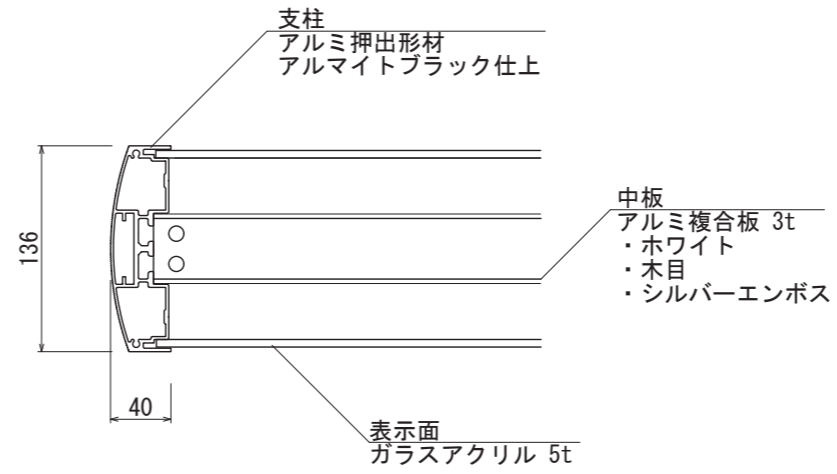 支柱
アルミ押出形材
アルマイトブラック仕上
136
中板
アルミ複合板 3t
・ホワイト
・木目
・シルバーエンボス
40
表示面
ガラスアクリル 5t